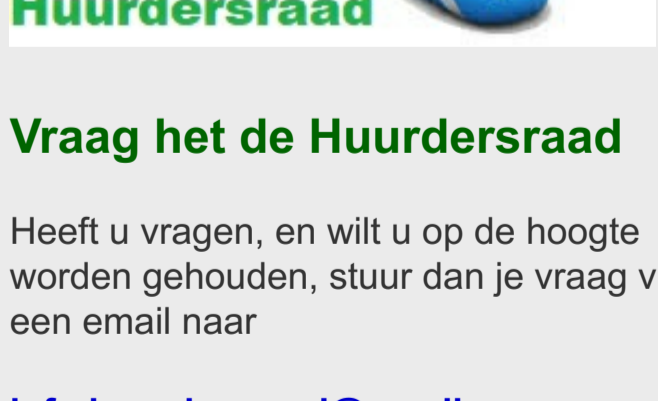 Huurdersraad
Vraag het de Huurdersraad
Heeft u vragen, en wilt u op de hoogte
worden gehouden, stuur dan je vraag v
een email naar